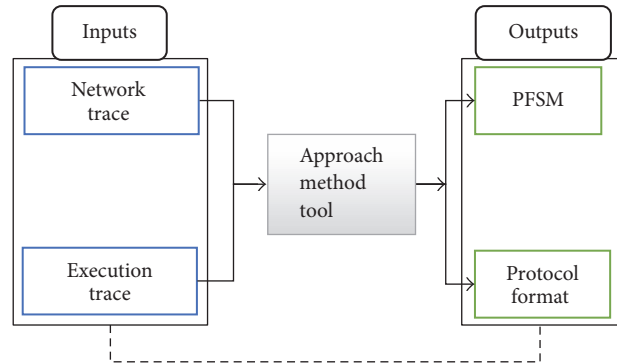 Inputs
Outputs
Network
trace
PFSM
Approach
method
tool
Execution
trace
Protocol
format